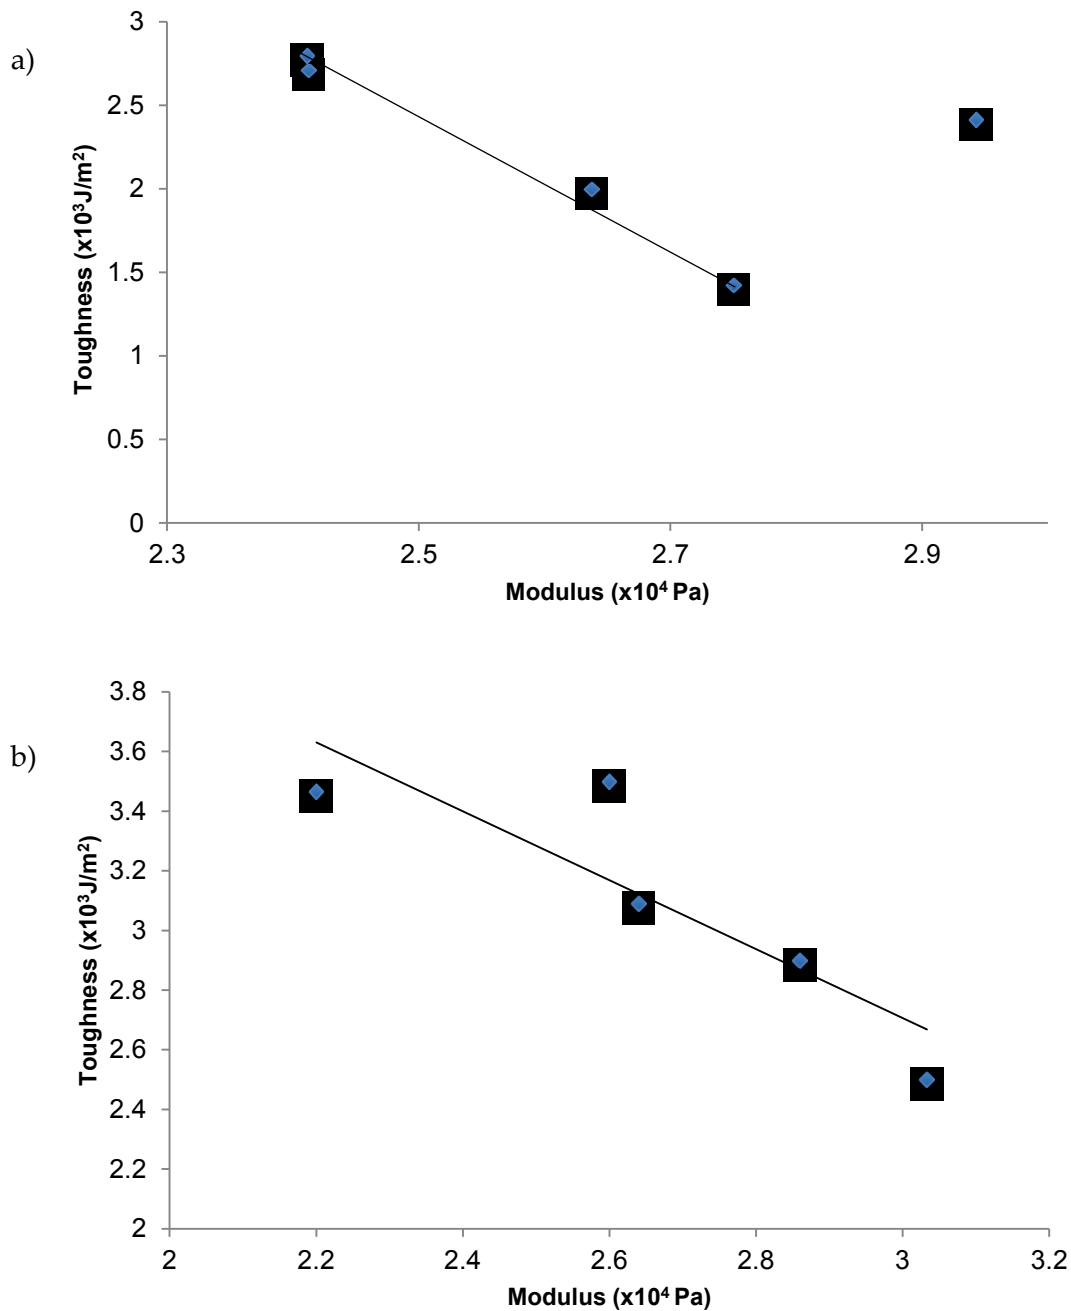 a)
Toughness (x10³J/m²)
3
2.5
2
1.5
1
0.5
0
2.3 2.5 2.7 2.9
Modulus (x10⁴ Pa)
b)
Toughness (x10³J/m²)
3.8
3.6
3.4
3.2
3
2.8
2.6
2.4
2.2
2
2 2.2 2.4 2.6 2.8 3 3.2
Modulus (x10⁴ Pa)